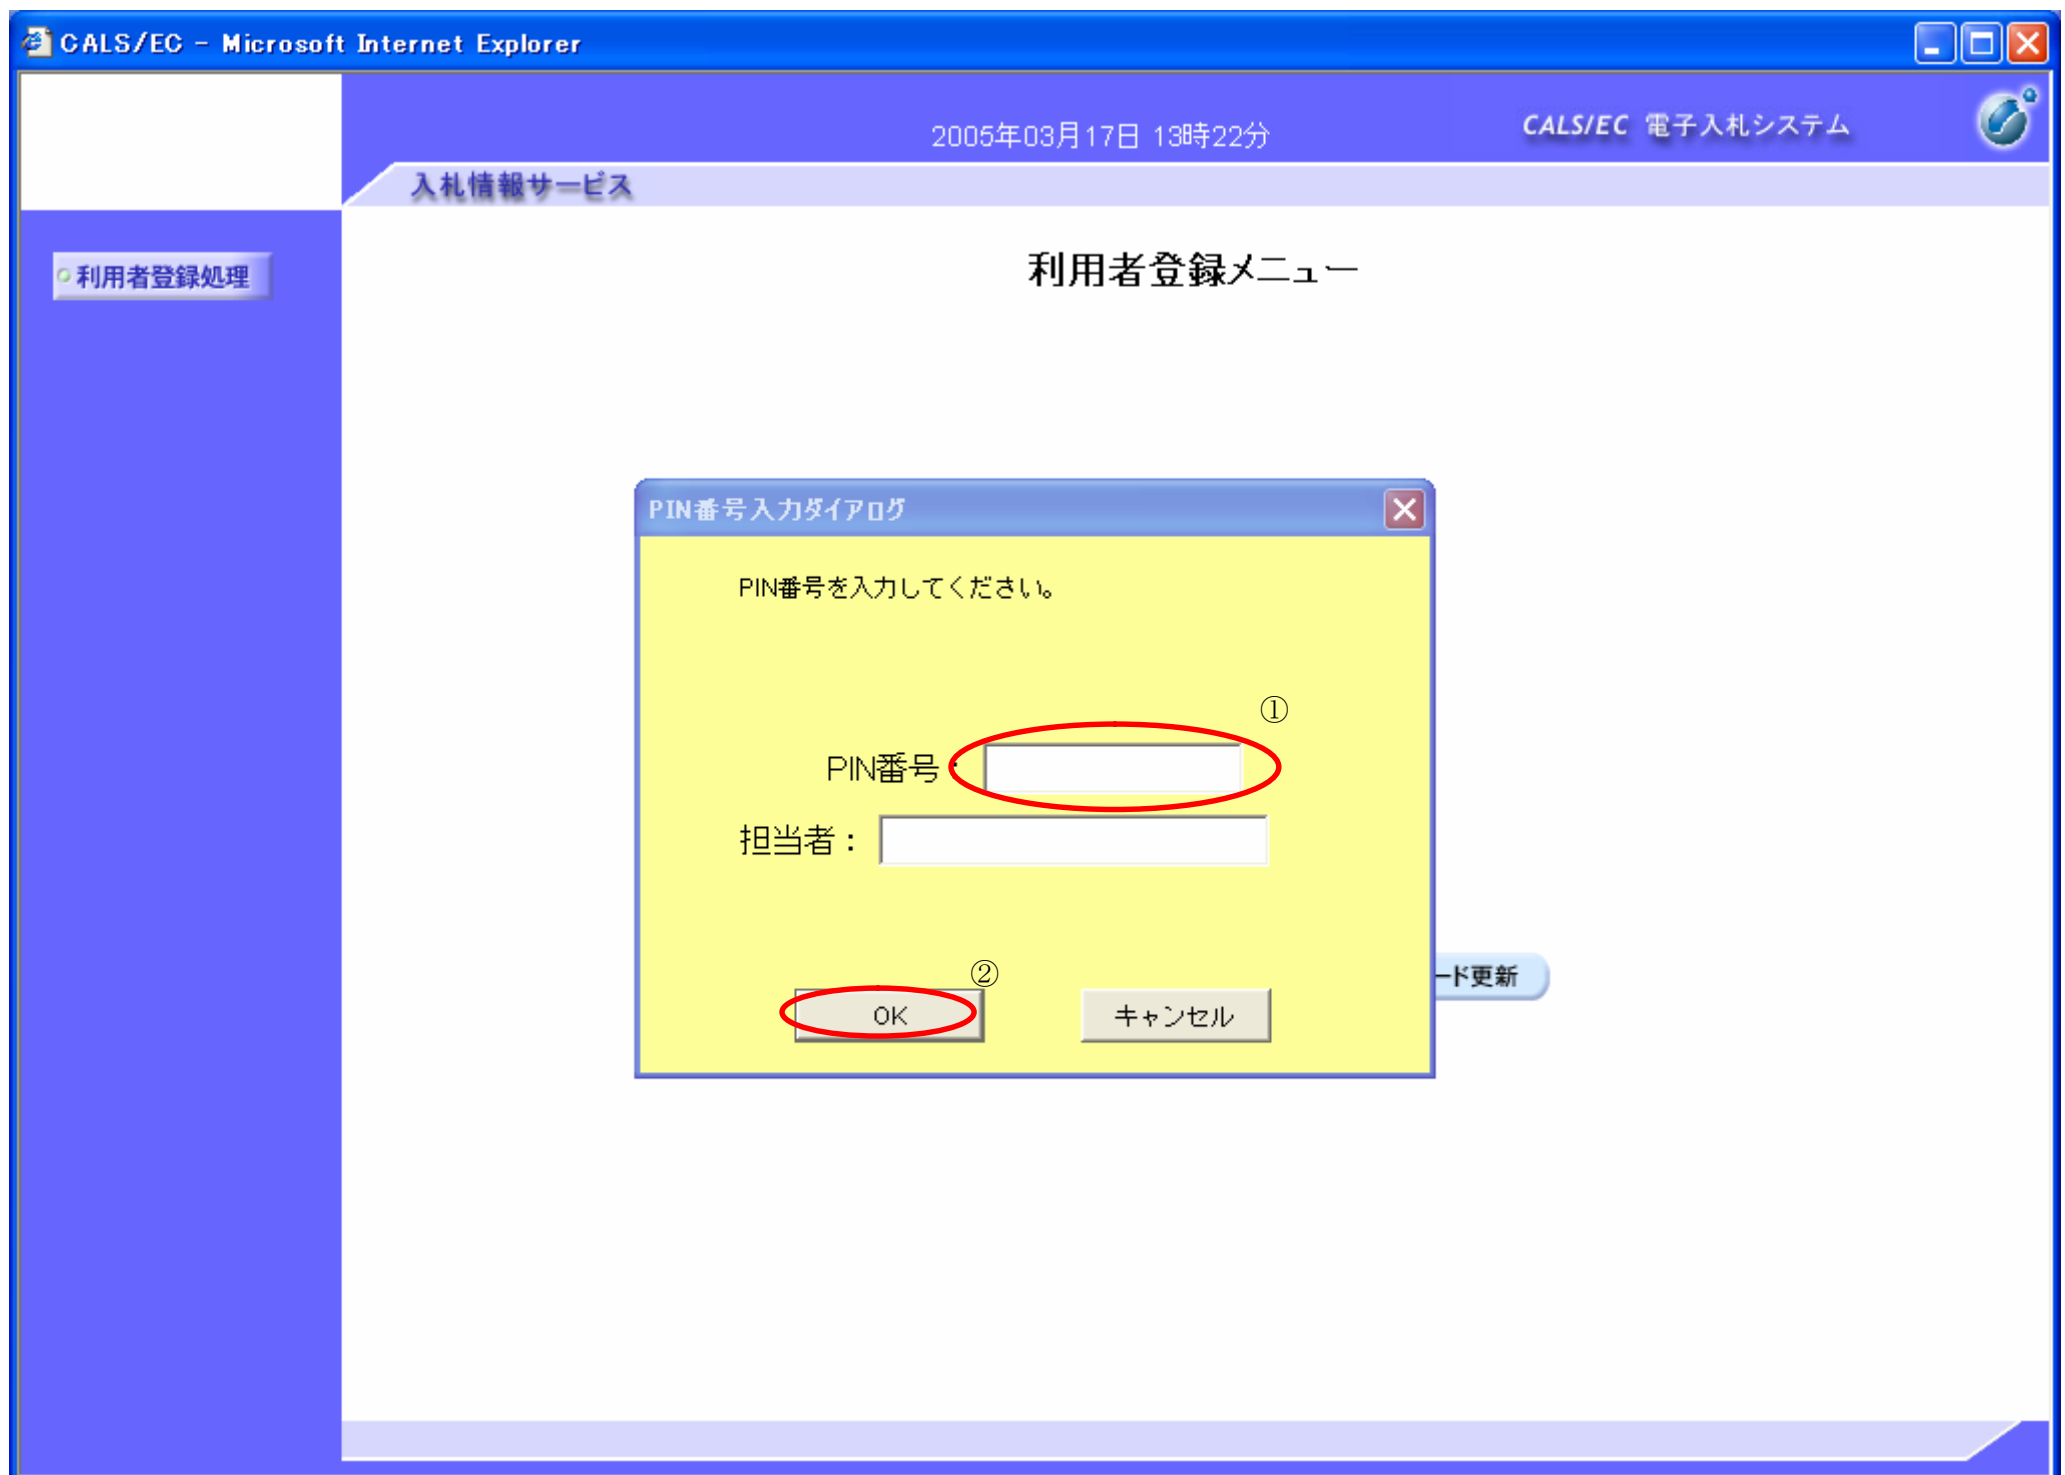 CALS/EC - Microsoft Internet Explorer
2005年03月17日 13時22分
CALS/EC 電子入札システム
入札情報サービス
利用者登録処理
利用者登録メニュー
PIN番号入力ダイアログ
PIN番号を入力してください。
①
PIN番号：
担当者：
②
OK
キャンセル
ード更新